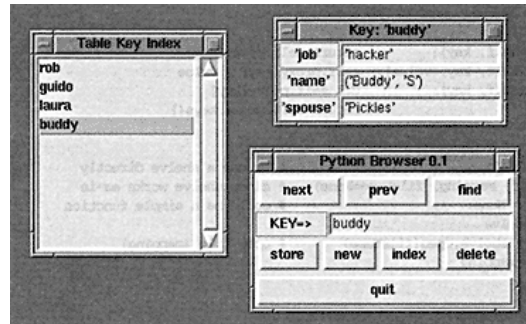 Table Key Index
rob
guido
laura
buddy
Key: 'buddy'
'job' 'hacker'
'name' ('Buddy', 'S')
'spouse' 'Pickles'
Python Browser 0.1
next prev find
KEY=> buddy
store new index delete
quit